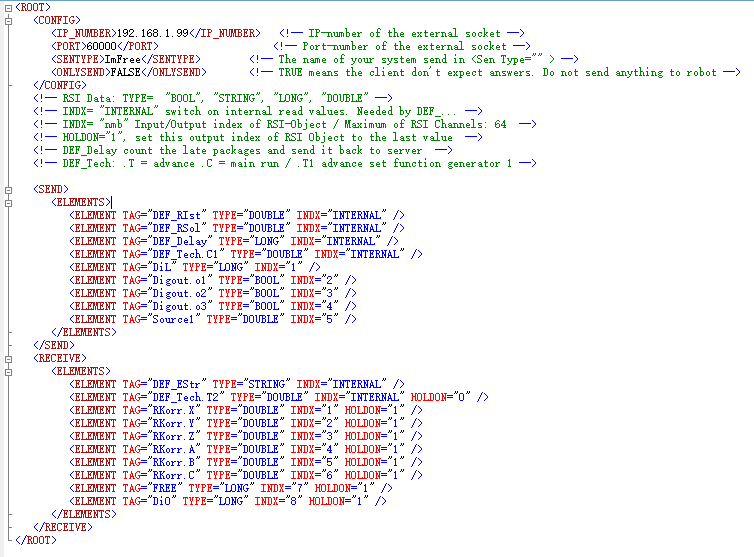 <ROOT>
<CONFIG>
<IP_NUMBER>192.168.1.99</IP_NUMBER> <!-- IP-number of the external socket -->
<PORT>60000</PORT> <!-- Port-number of the external socket -->
<SENTYPE>ImFree</SENTYPE> <!-- The name of your system send in <Sen Type="" > -->
<ONLYSEND>FALSE</ONLYSEND> <!-- TRUE means the client don't expect answers. Do not send anything to robot -->
</CONFIG>
<!-- RSI Data: TYPE= "BOOL", "STRING", "LONG", "DOUBLE" -->
<!-- INDX= "INTERNAL" switch on internal read values. Needed by DEF_... -->
<!-- INDX= "nmb" Input/Output index of RSI-Object / Maximum of RSI Channels: 64 -->
<!-- HOLDON="1", set this output index of RSI Object to the last value -->
<!-- DEF_Delay count the late packages and send it back to server -->
<!-- DEF_Tech: .T = advance .C = main run / .T1 advance set function generator 1 -->
<SEND>
<ELEMENTS>
<ELEMENT TAG="DEF_RIst" TYPE="DOUBLE" INDX="INTERNAL" />
<ELEMENT TAG="DEF_RSol" TYPE="DOUBLE" INDX="INTERNAL" />
<ELEMENT TAG="DEF_Delay" TYPE="LONG" INDX="INTERNAL" />
<ELEMENT TAG="DEF_Tech.C1" TYPE="DOUBLE" INDX="INTERNAL" />
<ELEMENT TAG="DiL" TYPE="LONG" INDX="1" />
<ELEMENT TAG="Digout.o1" TYPE="BOOL" INDX="2" />
<ELEMENT TAG="Digout.o2" TYPE="BOOL" INDX="3" />
<ELEMENT TAG="Digout.o3" TYPE="BOOL" INDX="4" />
<ELEMENT TAG="Source1" TYPE="DOUBLE" INDX="5" />
</ELEMENTS>
</SEND>
<RECEIVE>
<ELEMENTS>
<ELEMENT TAG="DEF_EStr" TYPE="STRING" INDX="INTERNAL" />
<ELEMENT TAG="DEF_Tech.T2" TYPE="DOUBLE" INDX="INTERNAL" HOLDON="0" />
<ELEMENT TAG="RKorr.X" TYPE="DOUBLE" INDX="1" HOLDON="1" />
<ELEMENT TAG="RKorr.Y" TYPE="DOUBLE" INDX="2" HOLDON="1" />
<ELEMENT TAG="RKorr.Z" TYPE="DOUBLE" INDX="3" HOLDON="1" />
<ELEMENT TAG="RKorr.A" TYPE="DOUBLE" INDX="4" HOLDON="1" />
<ELEMENT TAG="RKorr.B" TYPE="DOUBLE" INDX="5" HOLDON="1" />
<ELEMENT TAG="RKorr.C" TYPE="DOUBLE" INDX="6" HOLDON="1" />
<ELEMENT TAG="FREE" TYPE="LONG" INDX="7" HOLDON="1" />
<ELEMENT TAG="DiO" TYPE="LONG" INDX="8" HOLDON="1" />
</ELEMENTS>
</RECEIVE>
</ROOT>